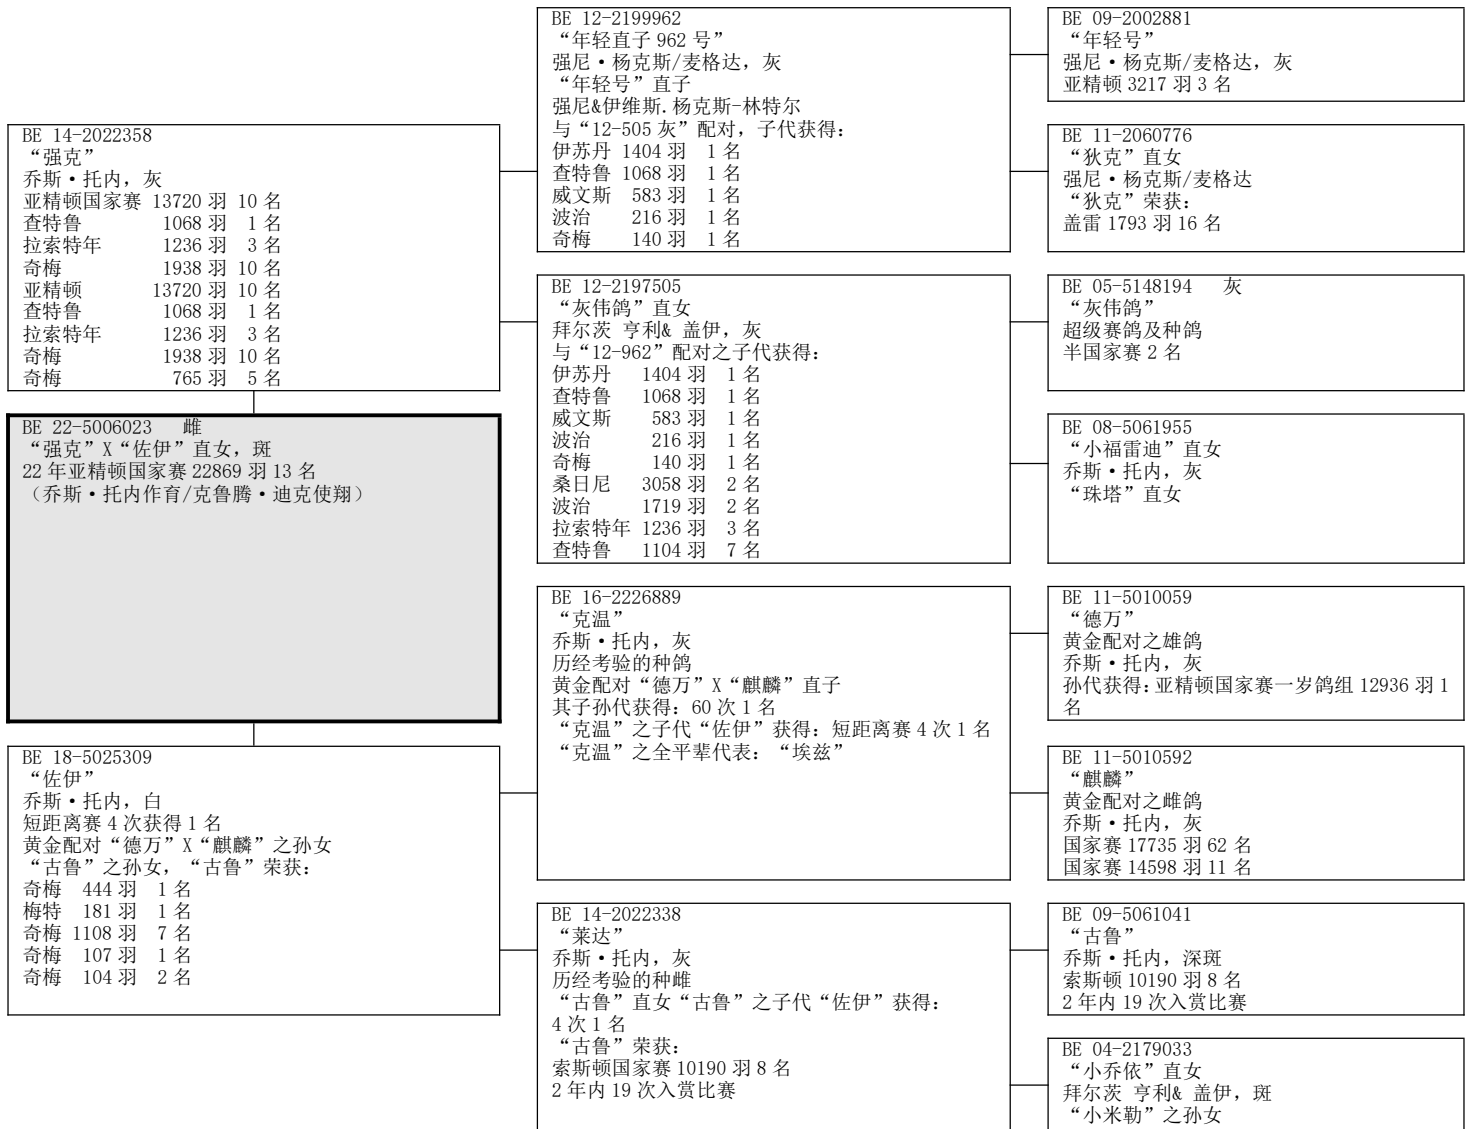 BE 14-2022358
“强克”
乔斯·托内，灰
亚精顿国家赛 13720 羽 10 名
查特鲁 1068 羽 1 名
拉索特年 1236 羽 3 名
奇梅 1938 羽 10 名
亚精顿 13720 羽 10 名
查特鲁 1068 羽 1 名
拉索特年 1236 羽 3 名
奇梅 1938 羽 10 名
奇梅 765 羽 5 名
BE 22-5006023 雌
“强克”X“佐伊”直女，斑
22 年亚精顿国家赛 22869 羽 13 名
（乔斯·托内作育/克鲁腾·迪克使翔）
BE 18-5025309
“佐伊”
乔斯·托内，白
短距离赛 4 次获得 1 名
黄金配对“德万”X“麒麟”之孙女
“古鲁”之孙女，“古鲁”荣获：
奇梅 444 羽 1 名
梅特 181 羽 1 名
奇梅 1108 羽 7 名
奇梅 107 羽 1 名
奇梅 104 羽 2 名
BE 12-2199962
“年轻直子 962 号”
强尼·杨克斯/麦格达，灰
“年轻号”直子
强尼&伊维斯.杨克斯-林特尔
与“12-505 灰”配对，子代获得：
伊苏丹 1404 羽 1 名
查特鲁 1068 羽 1 名
威文斯 583 羽 1 名
波治 216 羽 1 名
奇梅 140 羽 1 名
BE 12-2197505
“灰伟鸽”直女
拜尔茨 亨利& 盖伊，灰
与“12-962”配对之子代获得：
伊苏丹 1404 羽 1 名
查特鲁 1068 羽 1 名
威文斯 583 羽 1 名
波治 216 羽 1 名
奇梅 140 羽 1 名
桑日尼 3058 羽 2 名
波治 1719 羽 2 名
拉索特年 1236 羽 3 名
查特鲁 1104 羽 7 名
BE 16-2226889
“克温”
乔斯·托内，灰
历经考验的种鸽
黄金配对“德万”X“麒麟”直子
其子孙代获得：60 次 1 名
“克温”之子代“佐伊”获得：短距离赛 4 次 1 名
“克温”之全平辈代表：“埃兹”
BE 14-2022338
“莱达”
乔斯·托内，灰
历经考验的种雌
“古鲁”直女“古鲁”之子代“佐伊”获得：
4 次 1 名
“古鲁”荣获：
索斯顿国家赛 10190 羽 8 名
2 年内 19 次入赏比赛
BE 09-2002881
“年轻号”
强尼·杨克斯/麦格达，灰
亚精顿 3217 羽 3 名
BE 11-2060776
“狄克”直女
强尼·杨克斯/麦格达
“狄克”荣获：
盖雷 1793 羽 16 名
BE 05-5148194 灰
“灰伟鸽”
超级赛鸽及种鸽
半国家赛 2 名
BE 08-5061955
“小福雷迪”直女
乔斯·托内，灰
“珠塔”直女
BE 11-5010059
“德万”
黄金配对之雄鸽
乔斯·托内，灰
孙代获得：亚精顿国家赛一岁鸽组 12936 羽 1
名
BE 11-5010592
“麒麟”
黄金配对之雌鸽
乔斯·托内，灰
国家赛 17735 羽 62 名
国家赛 14598 羽 11 名
BE 09-5061041
“古鲁”
乔斯·托内，深斑
索斯顿 10190 羽 8 名
2 年内 19 次入赏比赛
BE 04-2179033
“小乔依”直女
拜尔茨 亨利& 盖伊，斑
“小米勒”之孙女